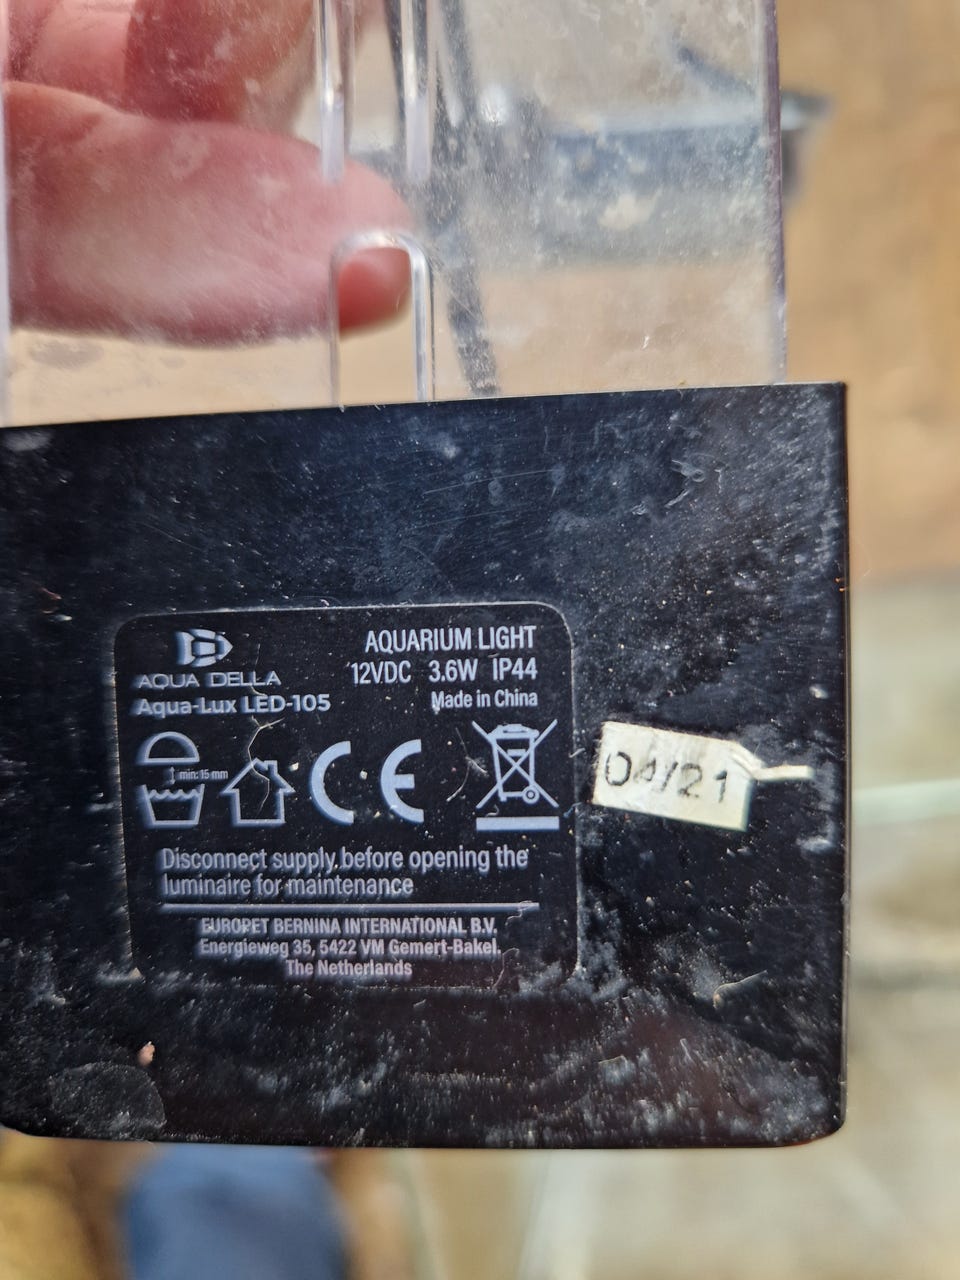 AQUA DELLA
Aqua-Lux LED-105
AQUARIUM LIGHT
12VDC 3.6W IP44
Made in China
min: 15 mm
CE
04/21
Disconnect supply before opening the
luminaire for maintenance
EUROPET BERNINA INTERNATIONAL B.V.
Energieweg 35, 5422 VM Gemert-Bakel.
The Netherlands